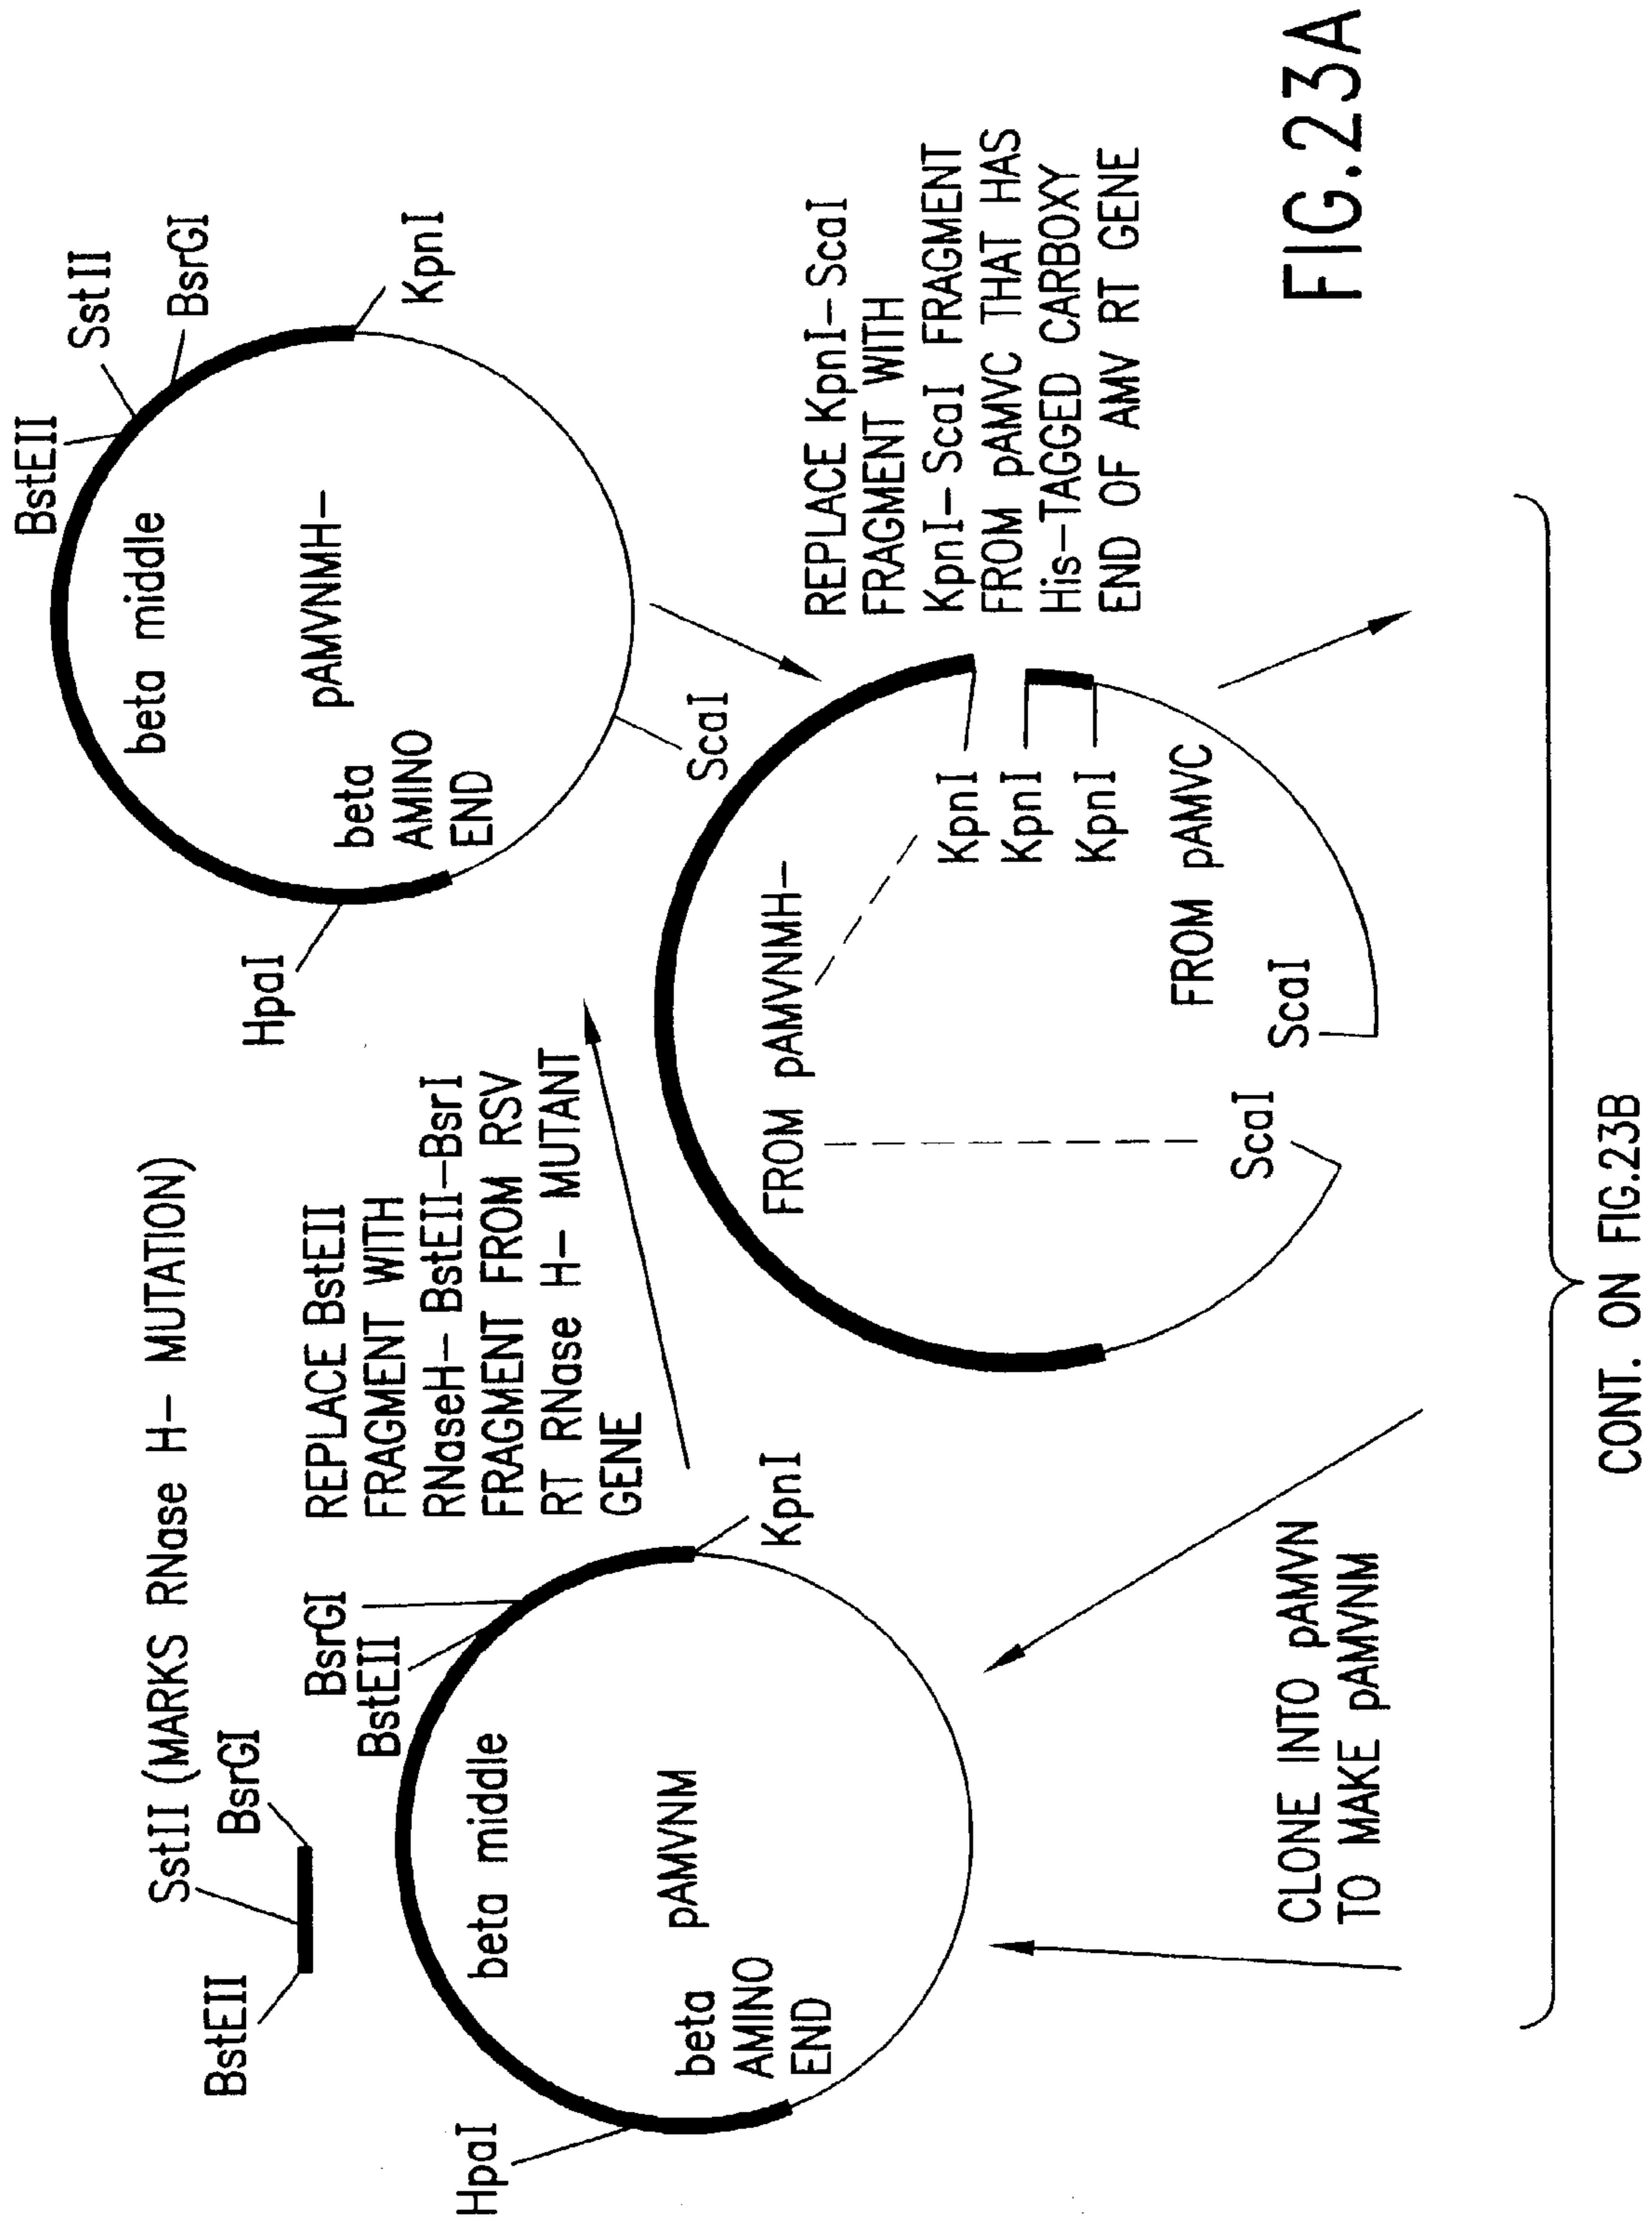 SstII (MARKS RNase H– MUTATION)
BstEII
BsrGI
REPLACE BstEII
FRAGMENT WITH
RNaseH– BstEII–BsrI
FRAGMENT FROM RSV
RT RNase H– MUTANT
GENE
HpaI
BsrGI
BstEII
beta middle
pAMVNM
beta
AMINO
END
KpnI
BstEII
SstII
BsrGI
KpnI
HpaI
beta middle
pAMVNMH–
beta
AMINO
END
ScaI
REPLACE KpnI–ScaI
FRAGMENT WITH
KpnI–ScaI FRAGMENT
FROM pAMVC THAT HAS
His–TAGGED CARBOXY
END OF AMV RT GENE
FROM pAMVNMH–
KpnI
KpnI
KpnI
FROM pAMVC
ScaI
ScaI
CLONE INTO pAMVN
TO MAKE pAMVNM
CONT. ON FIG.23B
FIG.23A